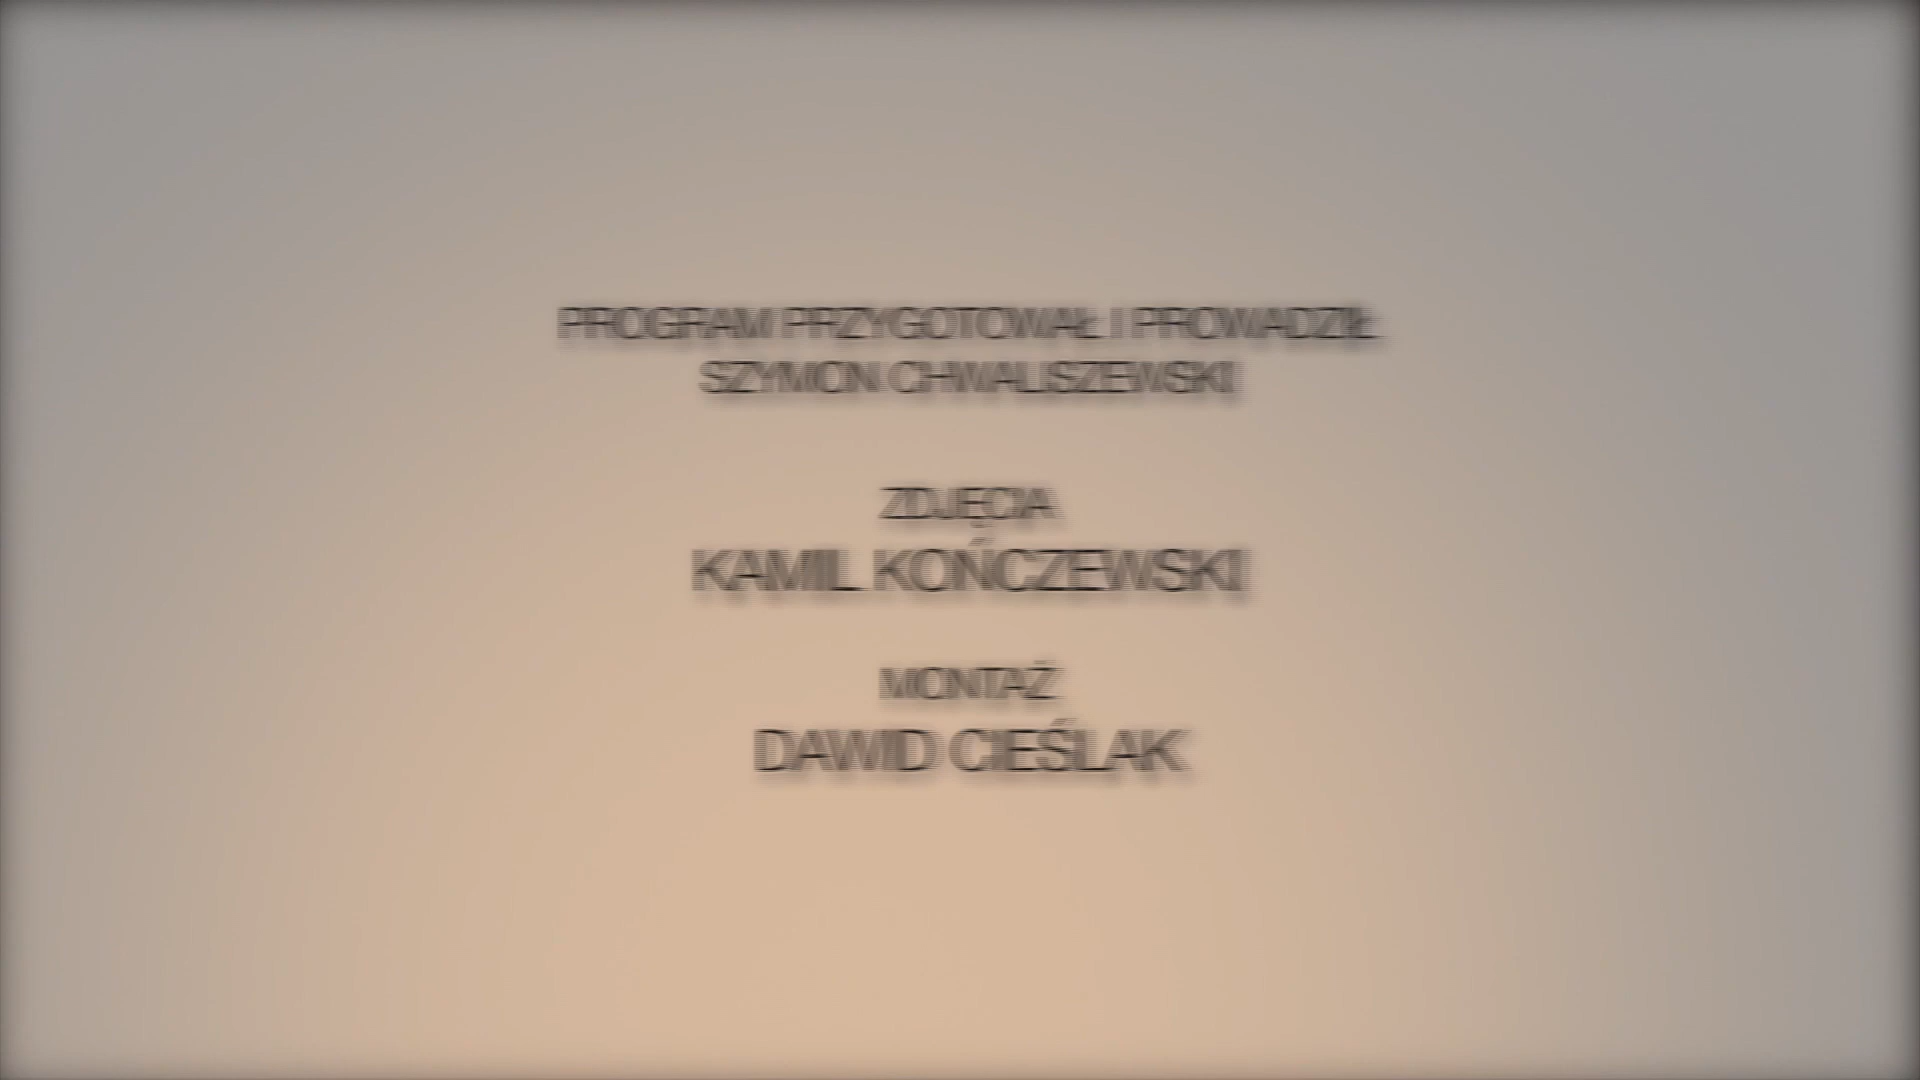 PROGRAM PRZYGOTOWAŁ I PROWADZIŁ
SZYMON CHWALISZEWSKI
ZDJĘCIA
KAMIL KOŃCZEWSKI
MONTAŻ
DAWID CIEŚLAK